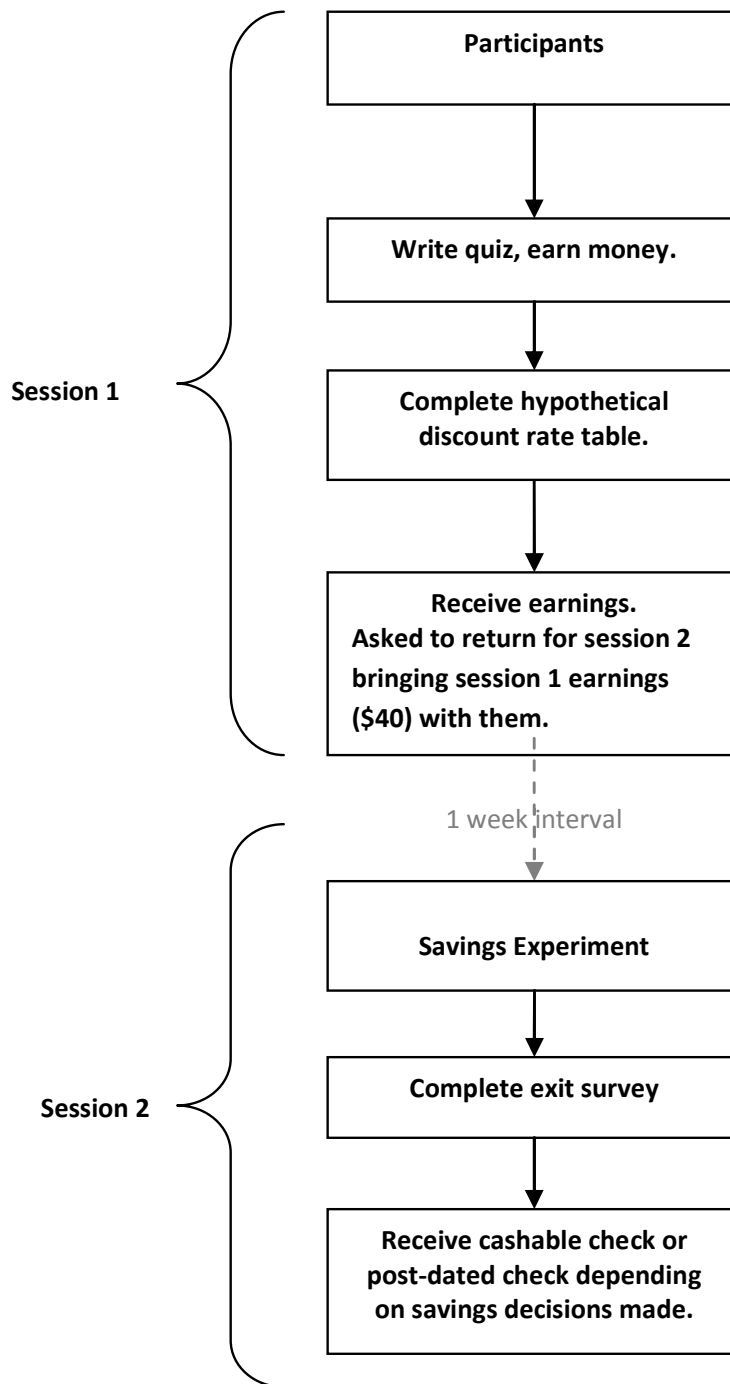 Participants
Write quiz, earn money.
Session 1
Complete hypothetical
discount rate table.
Receive earnings.
Asked to return for session 2
bringing session 1 earnings
($40) with them.
1 week interval
Savings Experiment
Complete exit survey
Session 2
Receive cashable check or
post-dated check depending
on savings decisions made.